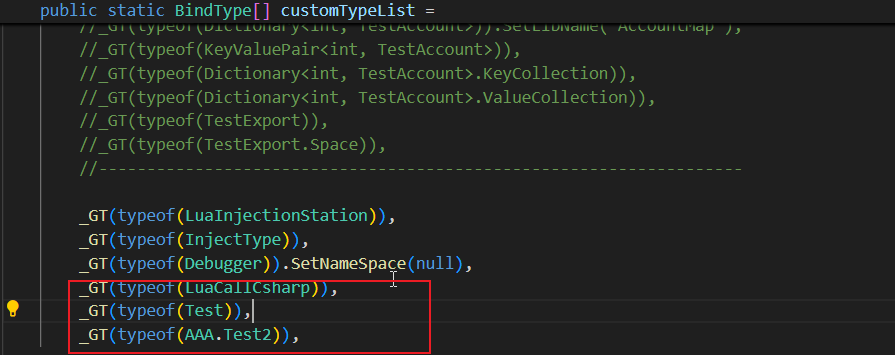 public static BindType[] customTypeList =
//_GT(typeof(Dictionary<int, TestAccount>)).SetLibName("AccountMap"),
//_GT(typeof(KeyValuePair<int, TestAccount>)),
//_GT(typeof(Dictionary<int, TestAccount>.KeyCollection)),
//_GT(typeof(Dictionary<int, TestAccount>.ValueCollection)),
//_GT(typeof(TestExport)),
//_GT(typeof(TestExport.Space)),
//-------------------------------------------------------------------
_GT(typeof(LuaInjectionStation)),
_GT(typeof(InjectType)),
_GT(typeof(Debugger)).SetNameSpace(null),
_GT(typeof(LuaCallCsharp)),
_GT(typeof(Test)),
_GT(typeof(AAA.Test2)),